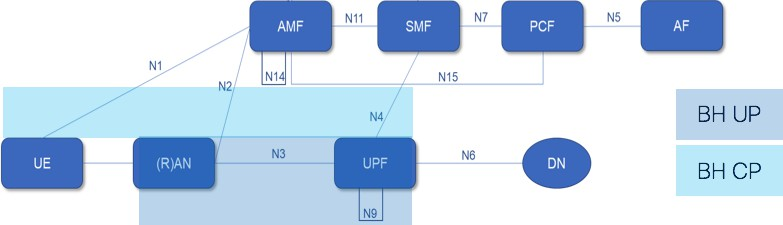 AMF
N11
SMF
N7
PCF
N5
AF
N1
N14
N15
N2
N4
BH UP
UE
(R)AN
N3
UPF
N6
DN
BH CP
N9